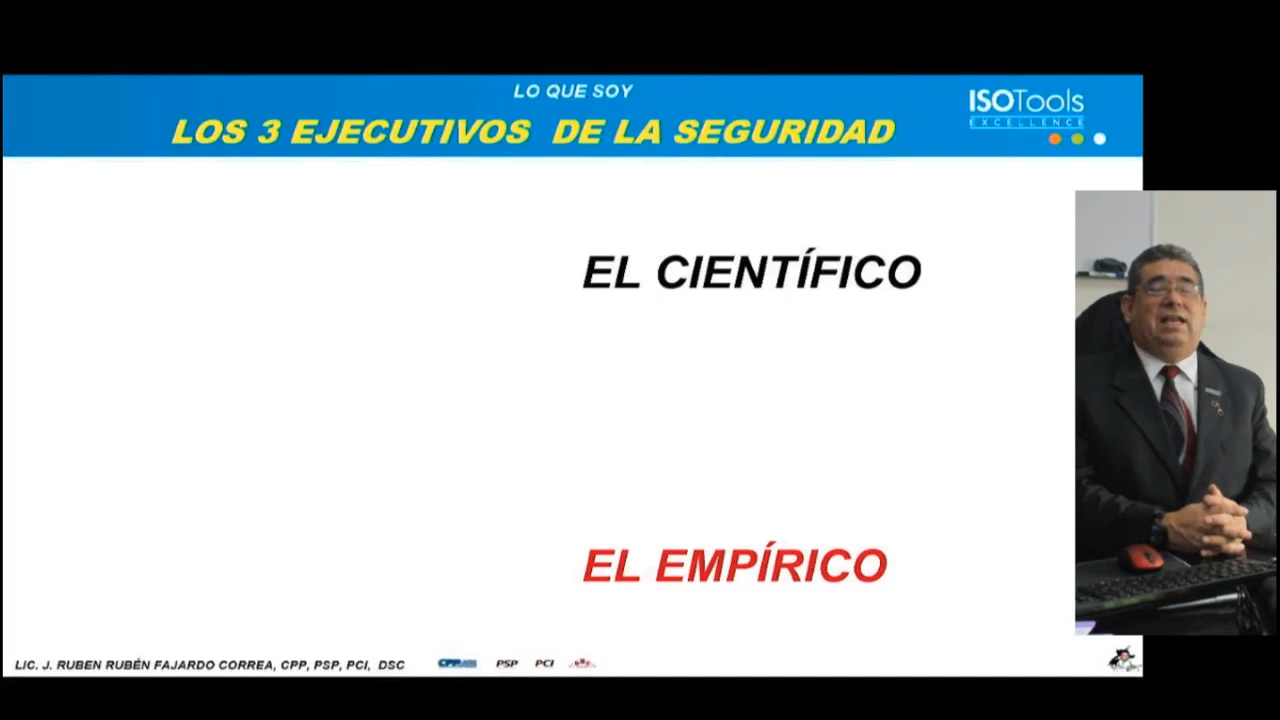 LO QUE SOY
LOS 3 EJECUTIVOS DE LA SEGURIDAD
ISOTools
EXCELLENCE
EL CIENTÍFICO
EL EMPÍRICO
LIC. J. RUBEN RUBÉN FAJARDO CORREA, CPP, PSP, PCI, DSC
CPP
PSP
PCI